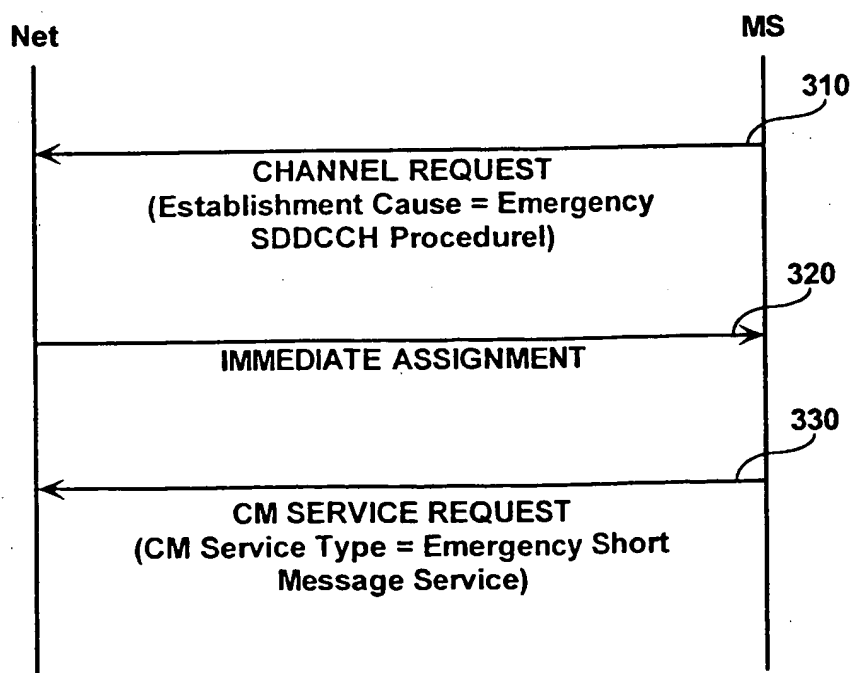 Net
MS
310
CHANNEL REQUEST
(Establishment Cause = Emergency
SDDCCH Procedurel)
320
IMMEDIATE ASSIGNMENT
330
CM SERVICE REQUEST
(CM Service Type = Emergency Short
Message Service)